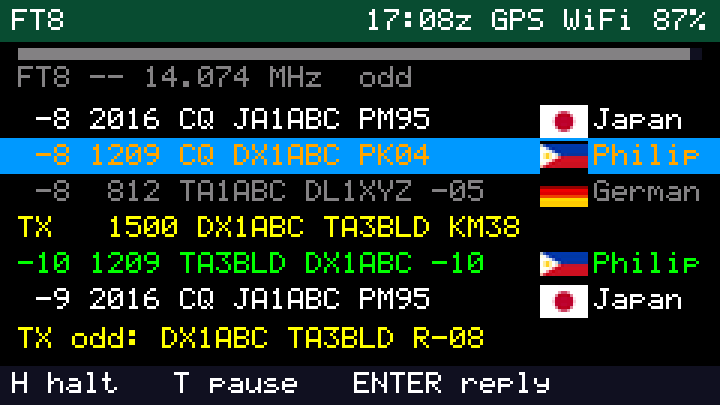 FT8 17:08z GPS WiFi 87%
FT8 -- 14.074 MHz odd
-8 2016 CQ JA1ABC PM95 Japan
-8 1209 CQ DX1ABC PK04 Philip
-8 812 TA1ABC DL1XYZ -05 German
TX 1500 DX1ABC TA3BLD KM38
-10 1209 TA3BLD DX1ABC -10 Philip
-9 2016 CQ JA1ABC PM95 Japan
TX odd: DX1ABC TA3BLD R-08
H halt T pause ENTER reply